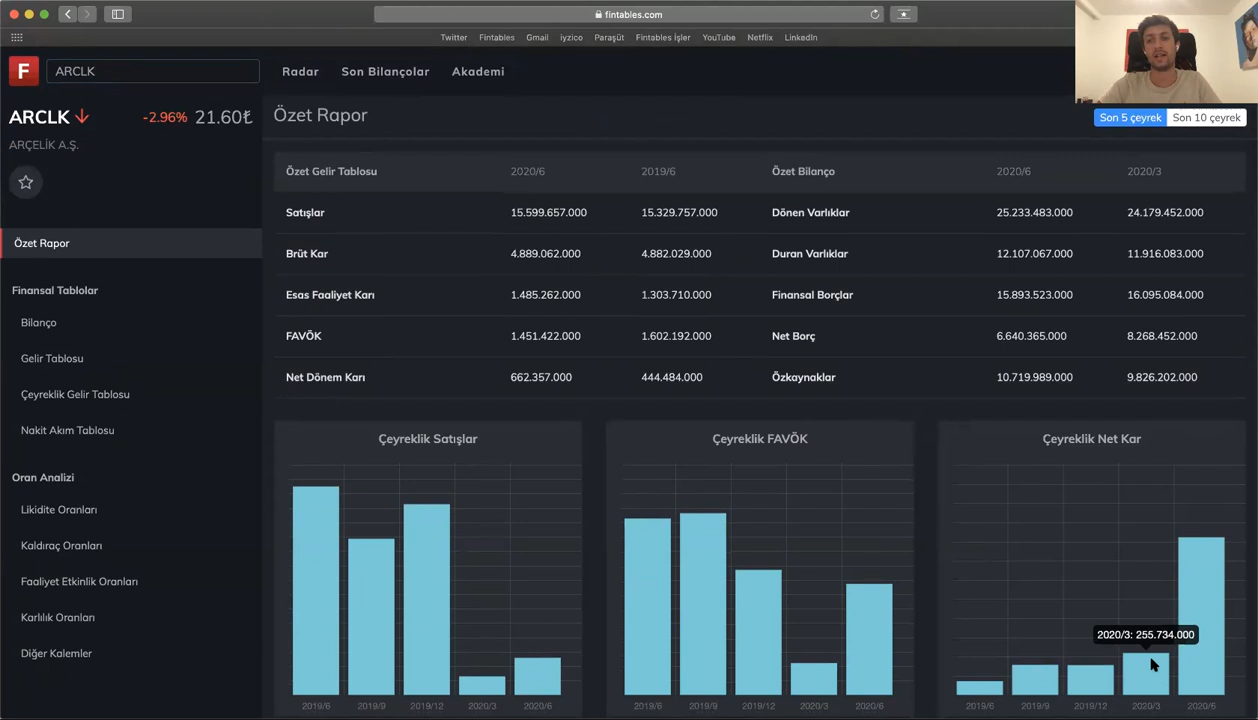 fintables.com
Twitter Fintables Gmail iyzico Paraşüt Fintables İşler YouTube Netflix LinkedIn
F ARCLK Radar Son Bilançolar Akademi
ARCLK -2.96% 21.60₺
ARÇELİK A.Ş.
Özet Rapor
Finansal Tablolar
Bilanço
Gelir Tablosu
Çeyreklik Gelir Tablosu
Nakit Akım Tablosu
Oran Analizi
Likidite Oranları
Kaldıraç Oranları
Faaliyet Etkinlik Oranları
Karlılık Oranları
Diğer Kalemler
Özet Rapor
Son 5 çeyrek Son 10 çeyrek
Özet Gelir Tablosu 2020/6 2019/6 Özet Bilanço 2020/6 2020/3
Satışlar 15.599.657.000 15.329.757.000 Dönen Varlıklar 25.233.483.000 24.179.452.000
Brüt Kar 4.889.062.000 4.882.029.000 Duran Varlıklar 12.107.067.000 11.916.083.000
Esas Faaliyet Karı 1.485.262.000 1.303.710.000 Finansal Borçlar 15.893.523.000 16.095.084.000
FAVÖK 1.451.422.000 1.602.192.000 Net Borç 6.640.365.000 8.268.452.000
Net Dönem Karı 662.357.000 444.484.000 Özkaynaklar 10.719.989.000 9.826.202.000
Çeyreklik Satışlar
2019/6 2019/9 2019/12 2020/3 2020/6
Çeyreklik FAVÖK
2019/6 2019/9 2019/12 2020/3 2020/6
Çeyreklik Net Kar
2020/3: 255.734.000
2019/6 2019/9 2019/12 2020/3 2020/6